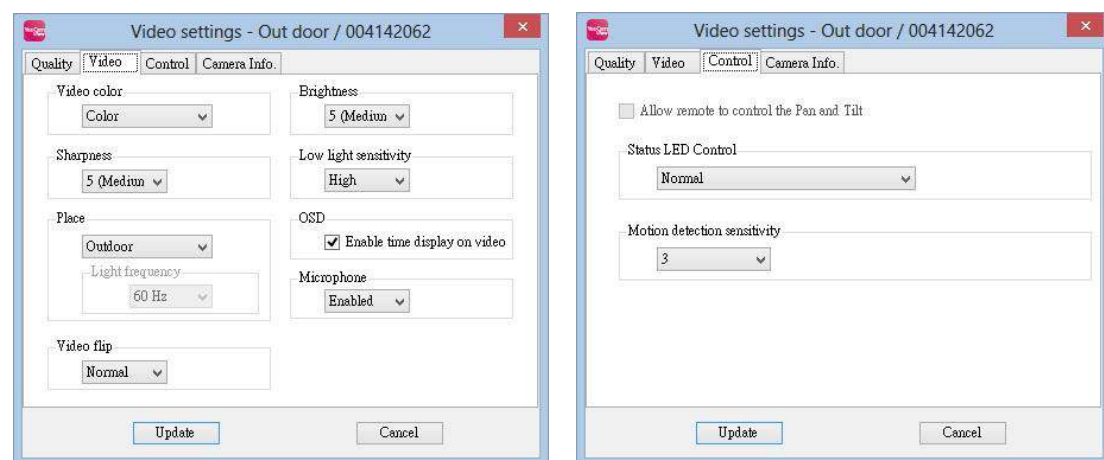 Video settings - Out door / 004142062
Quality Video Control Camera Info.
Video color
Color
Brightness
5 (Mediun
Sharpness
5 (Mediun
Low light sensitivity
High
Place
Outdoor
Light frequency
60 Hz
OSD
Enable time display on video
Microphone
Enabled
Video flip
Normal
Update Cancel
Video settings - Out door / 004142062
Quality Video Control Camera Info.
Allow remote to control the Pan and Tilt
Status LED Control
Normal
Motion detection sensitivity
3
Update Cancel